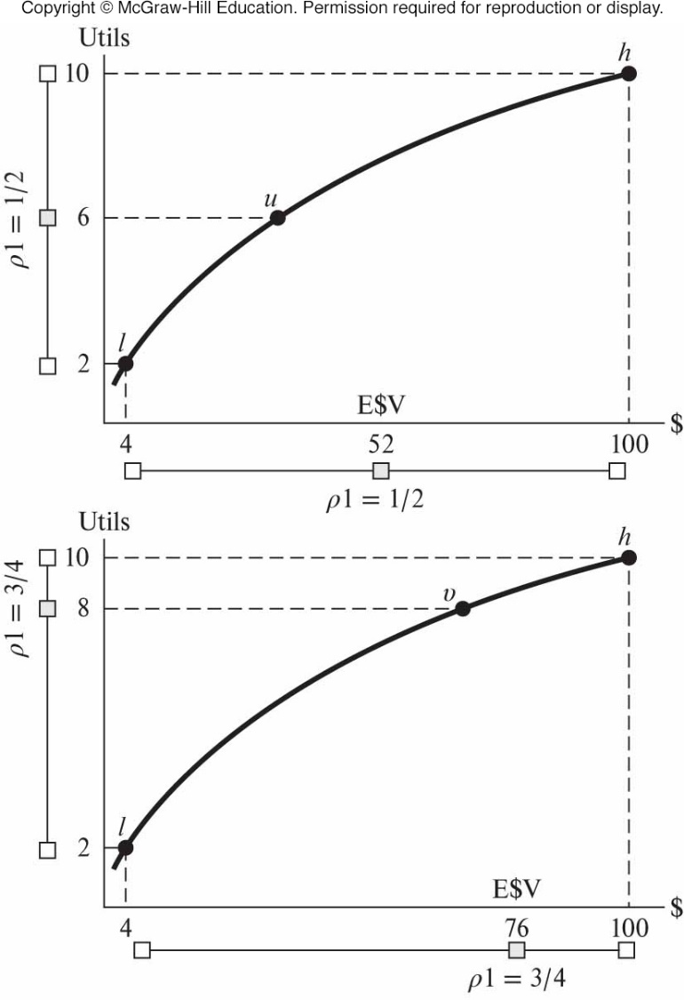 Copyright © McGraw-Hill Education. Permission required for reproduction or display.
Utils
h
10
u
6
ρ1 = 1/2
l
2
E$V
$
4 52 100
ρ1 = 1/2
Utils
h
10
υ
8
ρ1 = 3/4
l
2
E$V
$
4 76 100
ρ1 = 3/4